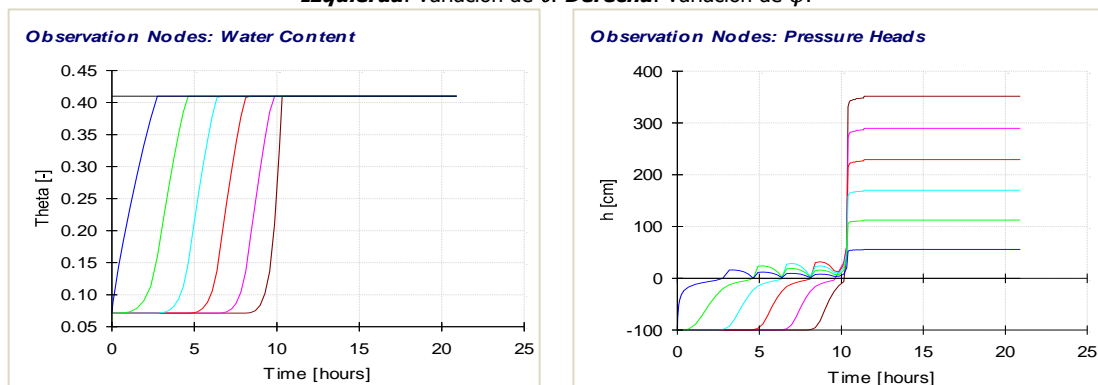 Izquierda: Variación de θ. Derecha: Variación de φ.
Observation Nodes: Water Content
0.45
0.40
0.35
0.30
0.25
0.20
0.15
0.10
0.05
Theta [-]
0 5 10 15 20 25
Time [hours]
Observation Nodes: Pressure Heads
400
300
200
100
0
-100
h [cm]
0 5 10 15 20 25
Time [hours]